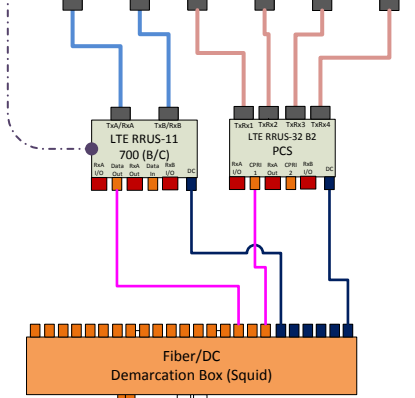 TxA/RxA TxB/RxB
LTE RRUS-11
700 (B/C)
RxA Data RxA Data RxB
I/O Out Out In I/O DC
TxRx1 TxRx2 TxRx3 TxRx4
LTE RRUS-32 B2
PCS
RxA CPRI RxA CPRI RxB
I/O 1 Out 2 I/O DC
Fiber/DC
Demarcation Box (Squid)